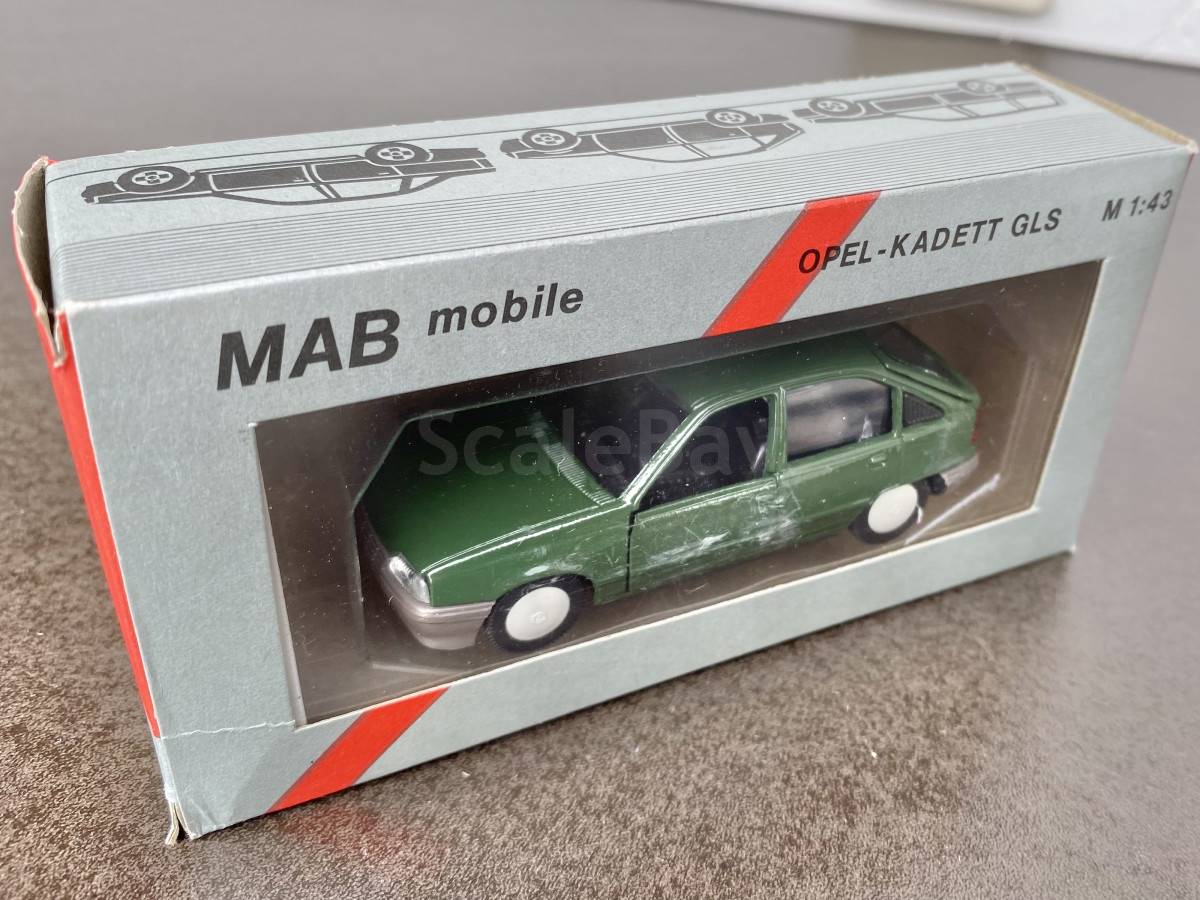 MAB mobile
OPEL-KADETT GLS
M 1:43
ScaleBay